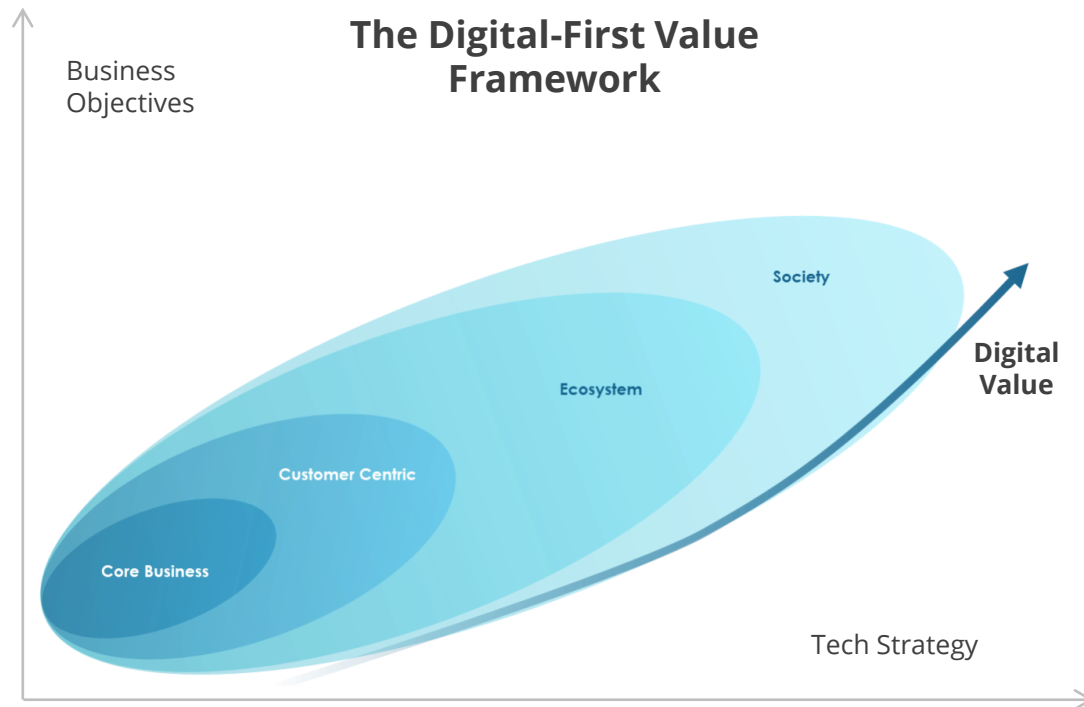 The Digital-First Value
Framework
Business
Objectives
Society
Digital
Value
Ecosystem
Customer Centric
Core Business
Tech Strategy